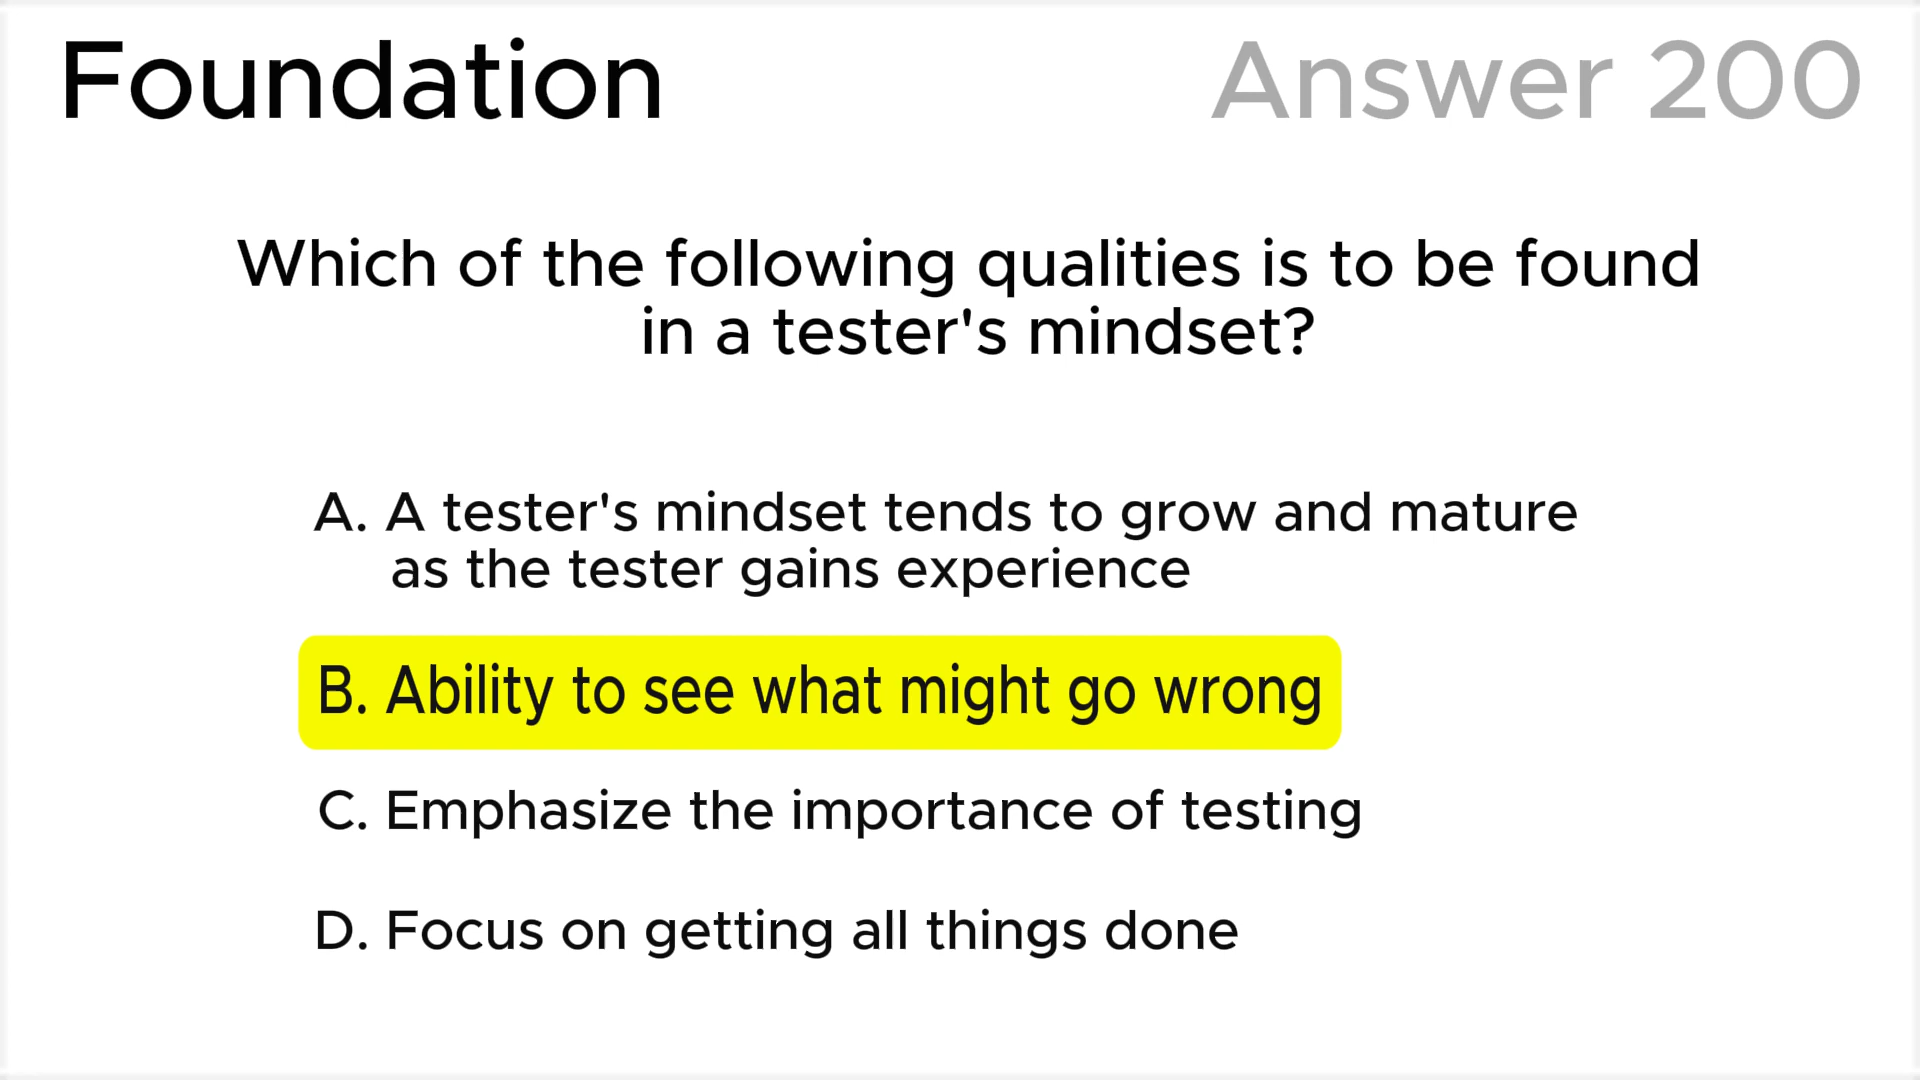 Foundation
Answer 200
Which of the following qualities is to be found
in a tester's mindset?
A. A tester's mindset tends to grow and mature
as the tester gains experience
B. Ability to see what might go wrong
C. Emphasize the importance of testing
D. Focus on getting all things done